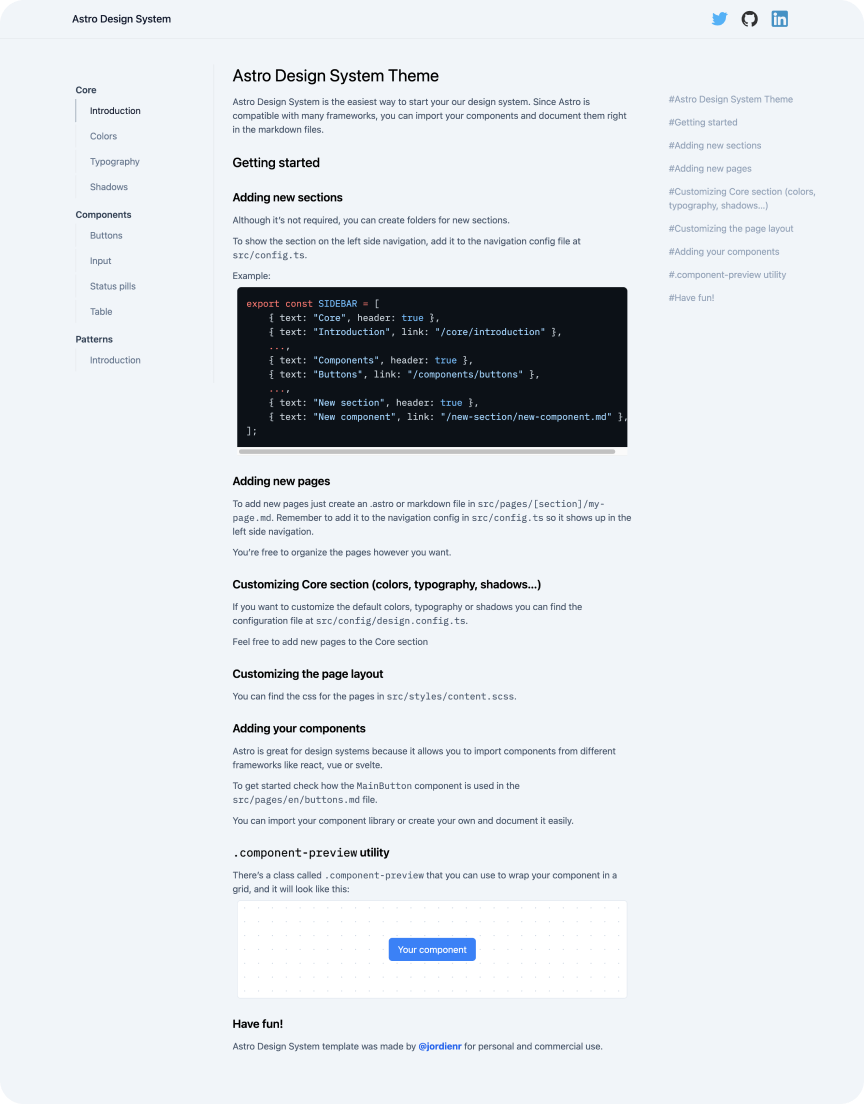 Astro Design System
in
Core
Introduction
Colors
Typography
Shadows
Components
Buttons
Input
Status pills
Table
Patterns
Introduction
Astro Design System Theme
Astro Design System is the easiest way to start your our design system. Since Astro is
compatible with many frameworks, you can import your components and document them right
in the markdown files.
Getting started
Adding new sections
Although it's not required, you can create folders for new sections.
To show the section on the left side navigation, add it to the navigation config file at
src/config.ts.
Example:
export const SIDEBAR = [
{ text: "Core", header: true },
{ text: "Introduction", link: "/core/introduction" },
...,
{ text: "Components", header: true },
{ text: "Buttons", link: "/components/buttons" },
...,
{ text: "New section", header: true },
{ text: "New component", link: "/new-section/new-component.md" },
];
Adding new pages
To add new pages just create an .astro or markdown file in src/pages/[section]/my-
page.md. Remember to add it to the navigation config in src/config.ts so it shows up in the
left side navigation.
You're free to organize the pages however you want.
Customizing Core section (colors, typography, shadows...)
If you want to customize the default colors, typography or shadows you can find the
configuration file at src/config/design.config.ts.
Feel free to add new pages to the Core section
Customizing the page layout
You can find the css for the pages in src/styles/content.scss.
Adding your components
Astro is great for design systems because it allows you to import components from different
frameworks like react, vue or svelte.
To get started check how the MainButton component is used in the
src/pages/en/buttons.md file.
You can import your component library or create your own and document it easily.
.component-preview utility
There's a class called .component-preview that you can use to wrap your component in a
grid, and it will look like this:
Your component
Have fun!
Astro Design System template was made by @jordienr for personal and commercial use.
#Astro Design System Theme
#Getting started
#Adding new sections
#Adding new pages
#Customizing Core section (colors,
typography, shadows...)
#Customizing the page layout
#Adding your components
#.component-preview utility
#Have fun!